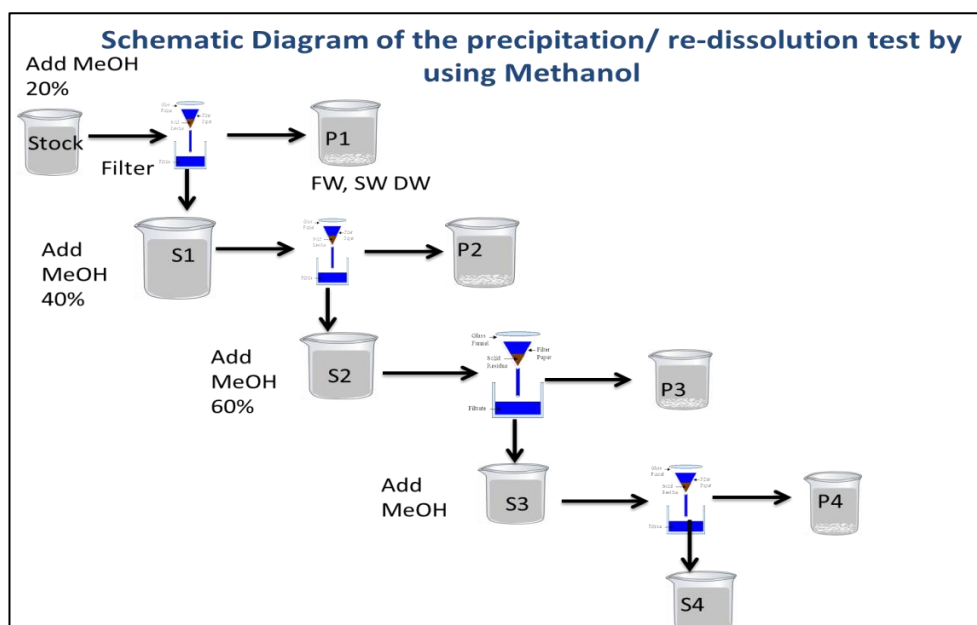 Schematic Diagram of the precipitation/ re-dissolution test by
using Methanol
Add MeOH
20%
Stock
Filter
P1
FW, SW DW
Add
MeOH
40%
S1
P2
Add
MeOH
60%
S2
Glass
Funnel
Filter
Paper
Solid
Residue
Filtrate
P3
Add
MeOH
S3
P4
S4